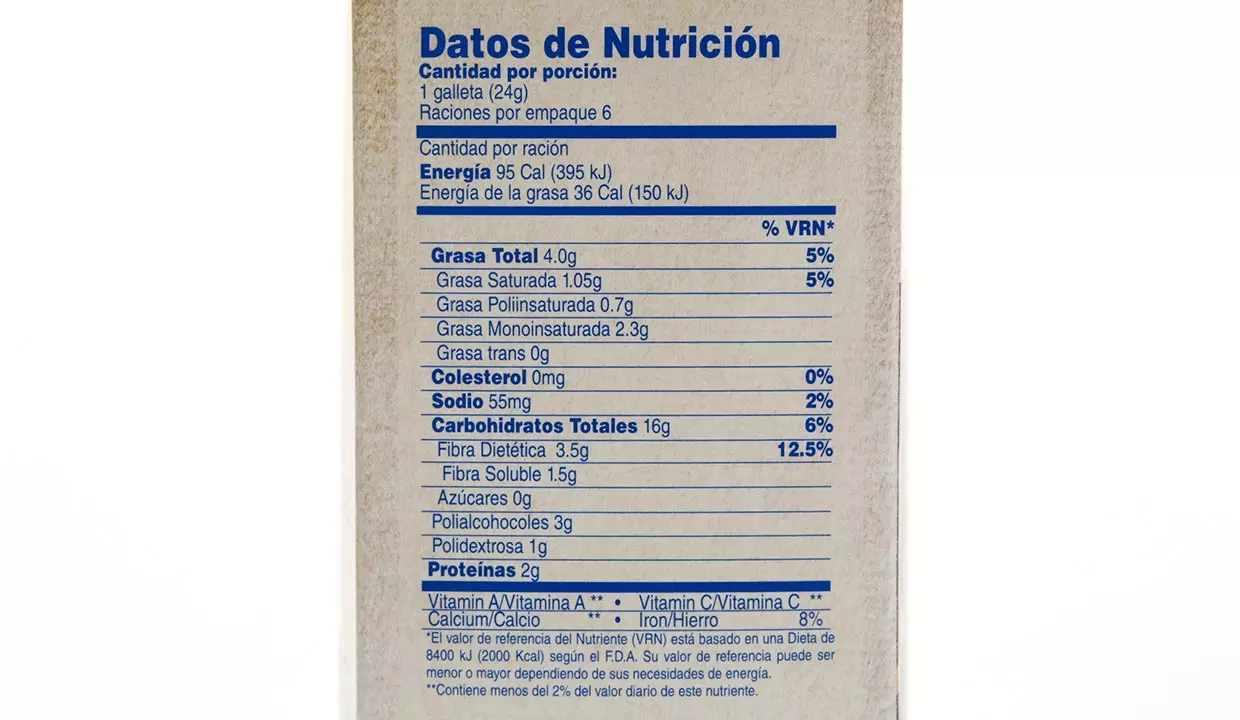 Datos de Nutrición
Cantidad por porción:
1 galleta (24g)
Raciones por empaque 6
Cantidad por ración
Energía 95 Cal (395 kJ)
Energía de la grasa 36 Cal (150 kJ)
% VRN*
Grasa Total 4.0g 5%
Grasa Saturada 1.05g 5%
Grasa Poliinsaturada 0.7g
Grasa Monoinsaturada 2.3g
Grasa trans 0g
Colesterol 0mg 0%
Sodio 55mg 2%
Carbohidratos Totales 16g 6%
Fibra Dietética 3.5g 12.5%
Fibra Soluble 1.5g
Azúcares 0g
Polialcohocoles 3g
Polidextrosa 1g
Proteínas 2g
Vitamin A/Vitamina A ** • Vitamin C/Vitamina C **
Calcium/Calcio ** • Iron/Hierro 8%
*El valor de referencia del Nutriente (VRN) está basado en una Dieta de
8400 kJ (2000 Kcal) según el F.D.A. Su valor de referencia puede ser
menor o mayor dependiendo de sus necesidades de energía.
**Contiene menos del 2% del valor diario de este nutriente.